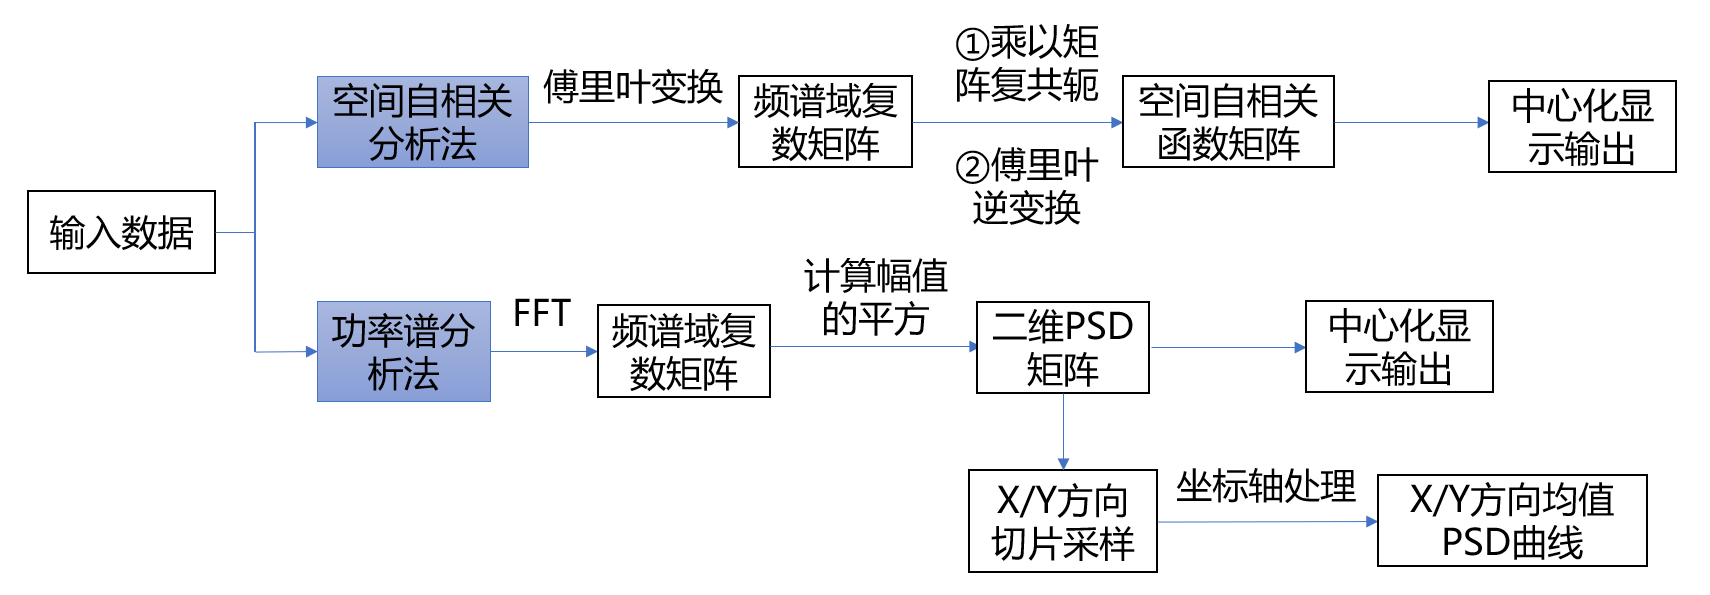 输入数据
空间自相关
分析法
傅里叶变换
频谱域复
数矩阵
①乘以矩
阵复共轭
②傅里叶
逆变换
空间自相关
函数矩阵
中心化显
示输出
功率谱分
析法
FFT
频谱域复
数矩阵
计算幅值
的平方
二维PSD
矩阵
中心化显
示输出
X/Y方向
切片采样
坐标轴处理
X/Y方向均值
PSD曲线